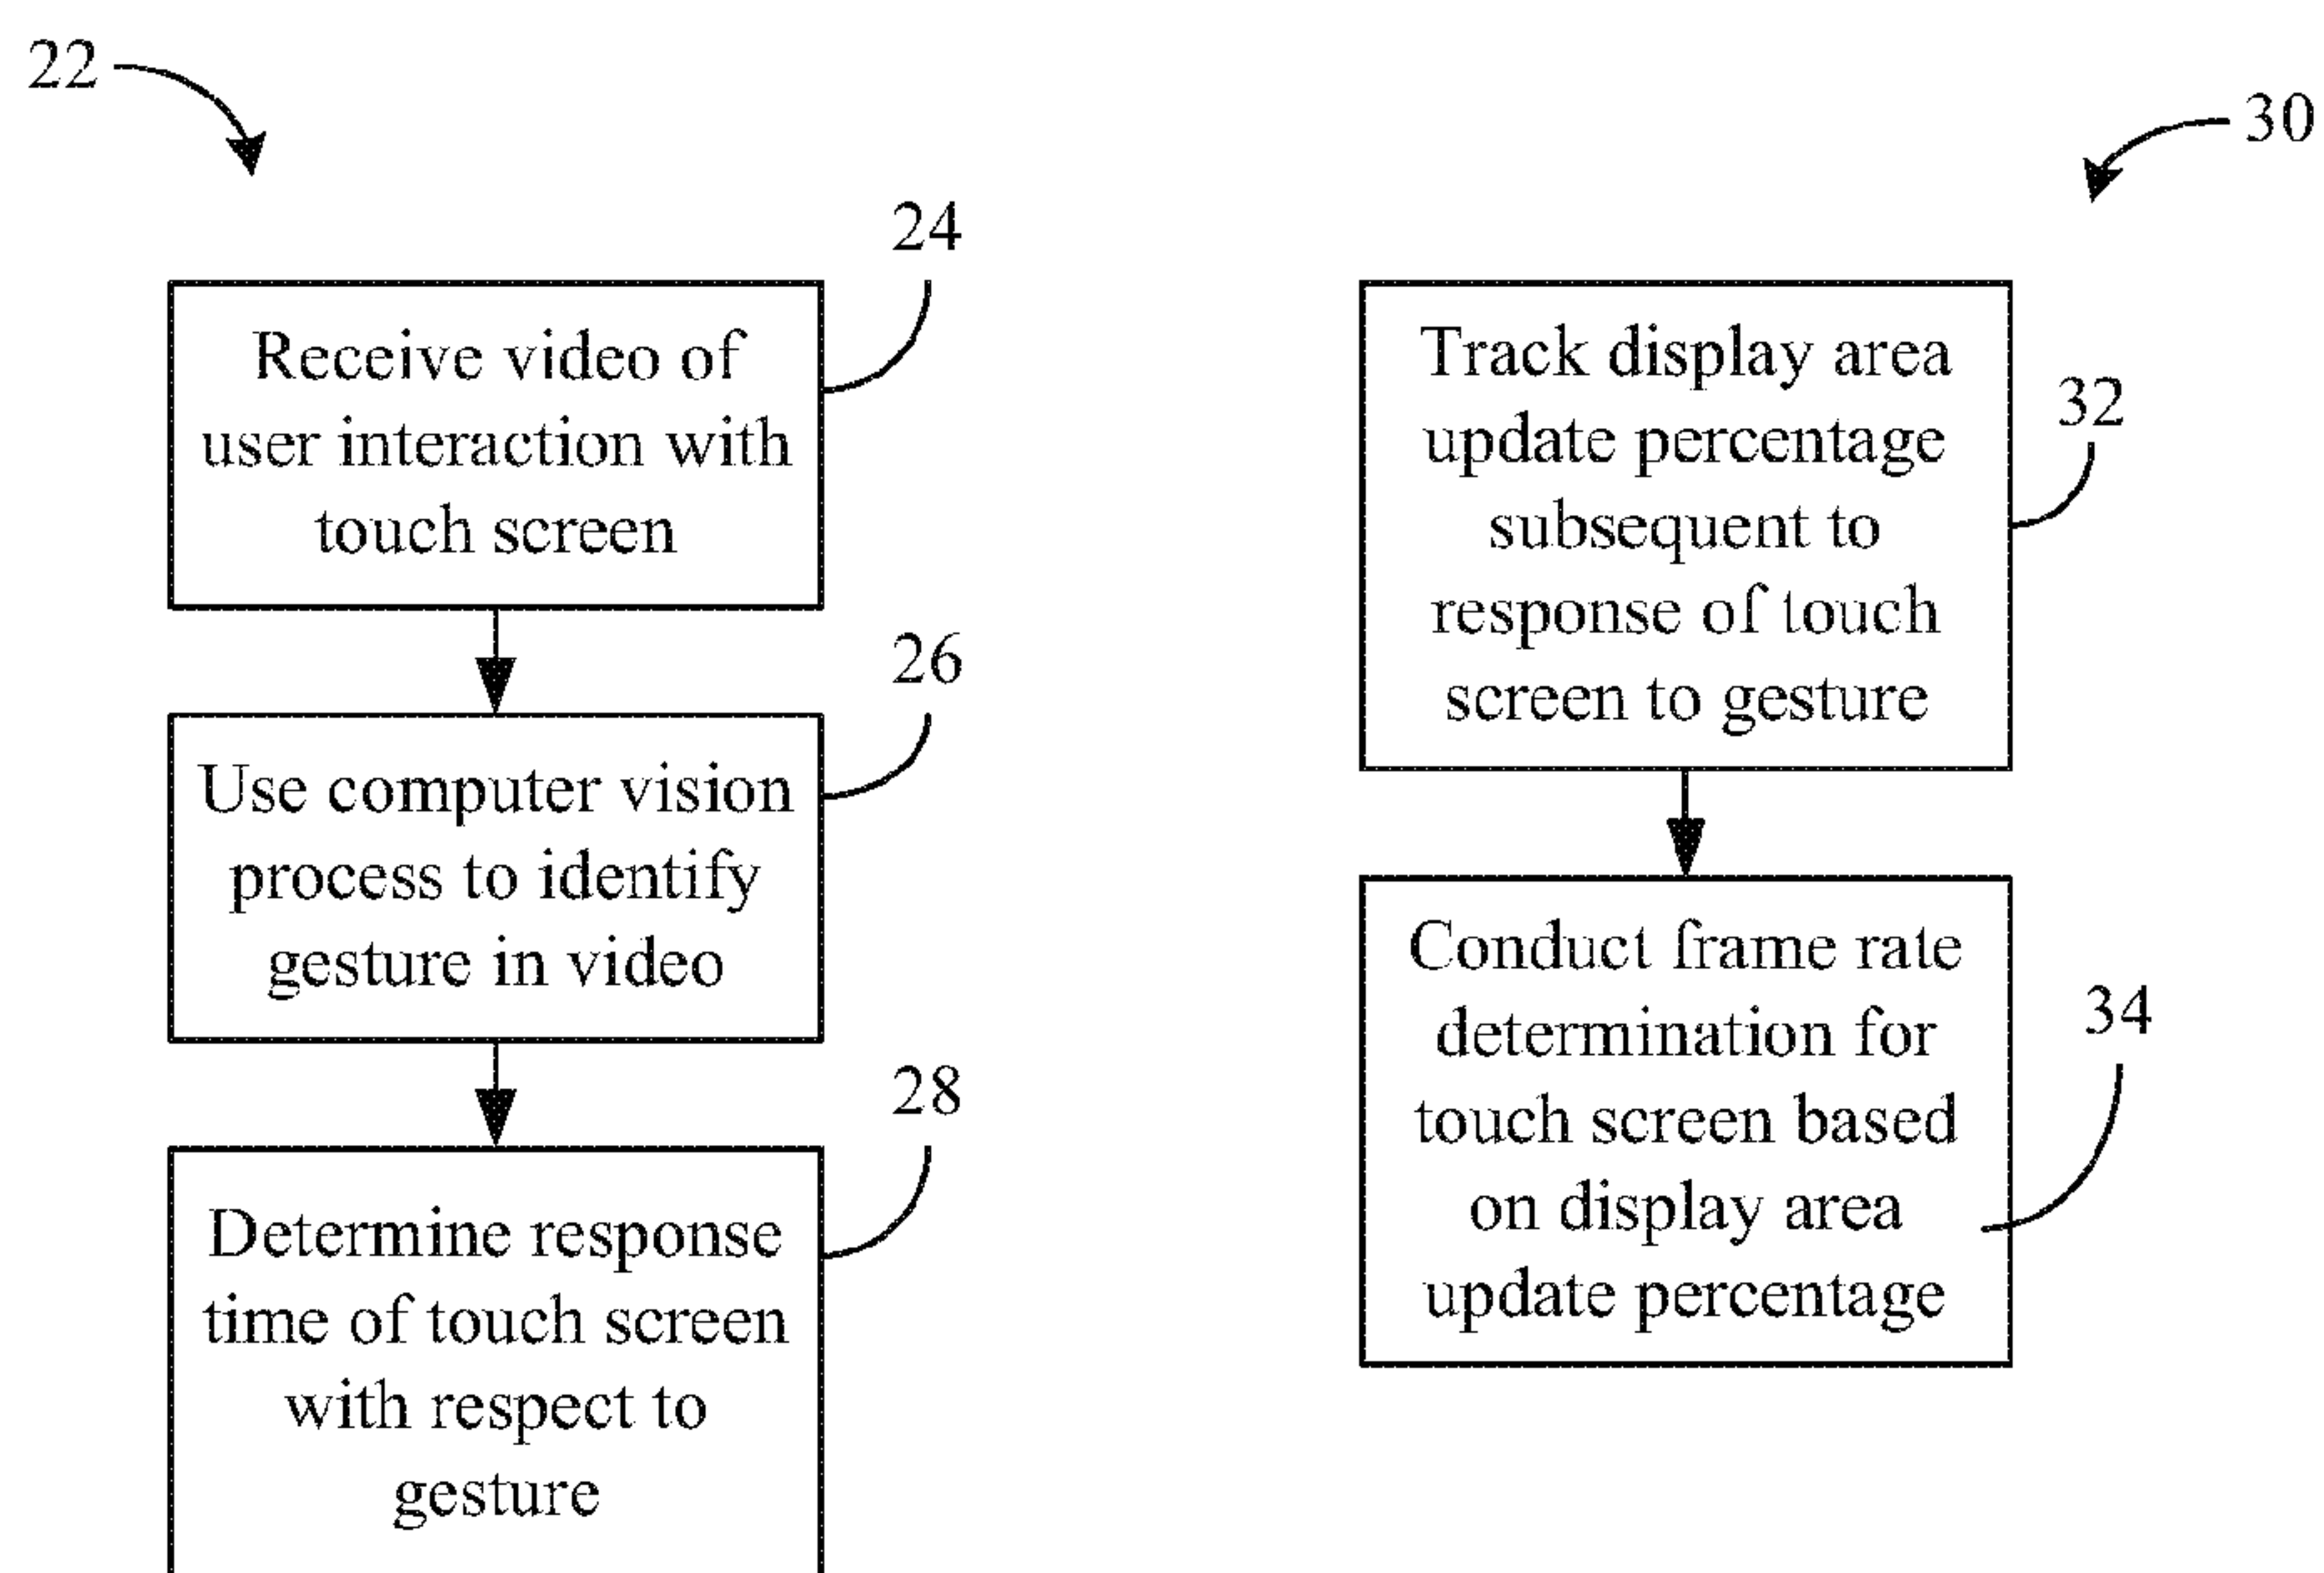 22
24
Receive video of
user interaction with
touch screen
26
Use computer vision
process to identify
gesture in video
28
Determine response
time of touch screen
with respect to
gesture
30
32
Track display area
update percentage
subsequent to
response of touch
screen to gesture
34
Conduct frame rate
determination for
touch screen based
on display area
update percentage